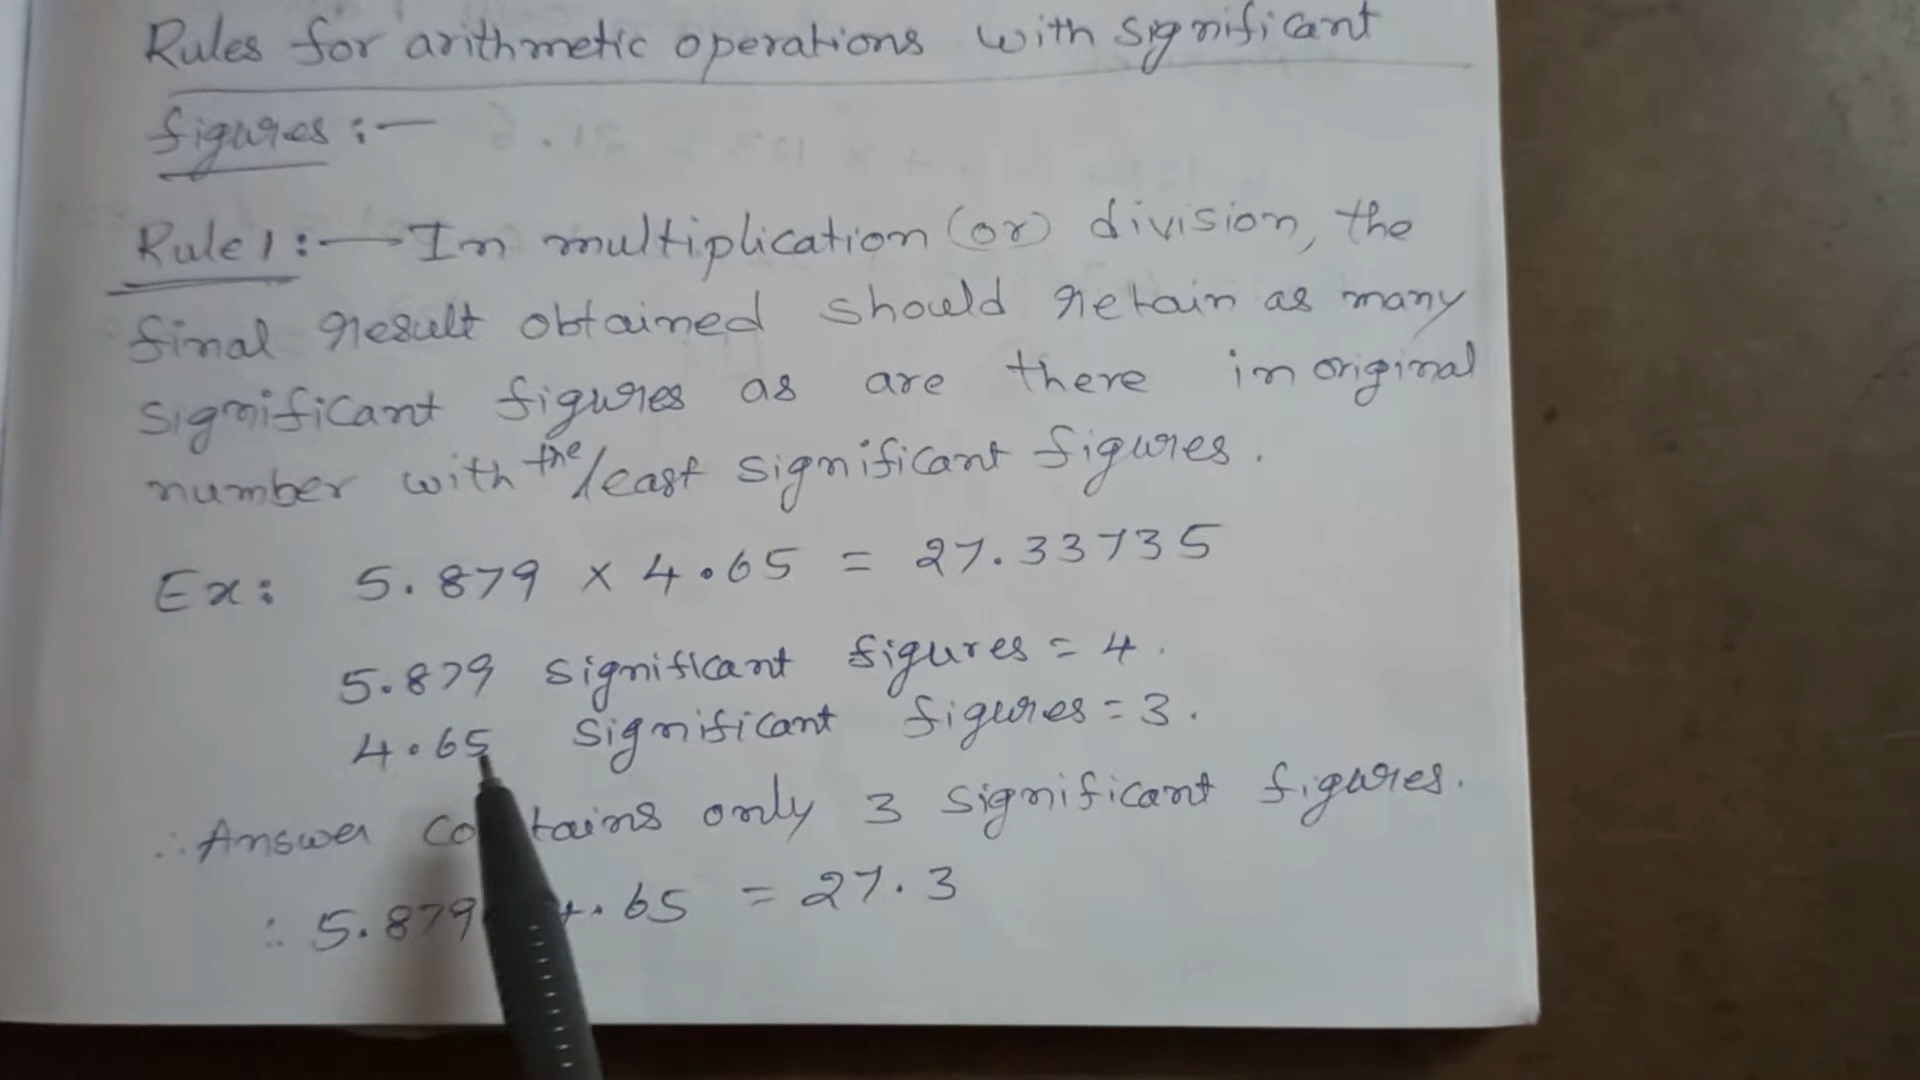 Rules for arithmetic operations with significant
figures :-
Rule 1 :- In multiplication (or) division, the
final result obtained should retain as many
significant figures as are there in original
number with the least significant figures.
Ex: 5.879 × 4.65 = 27.33735
5.879 significant figures = 4.
4.65 significant figures = 3.
∴ Answer co tains only 3 significant figures.
∴ 5.879 .65 = 27.3